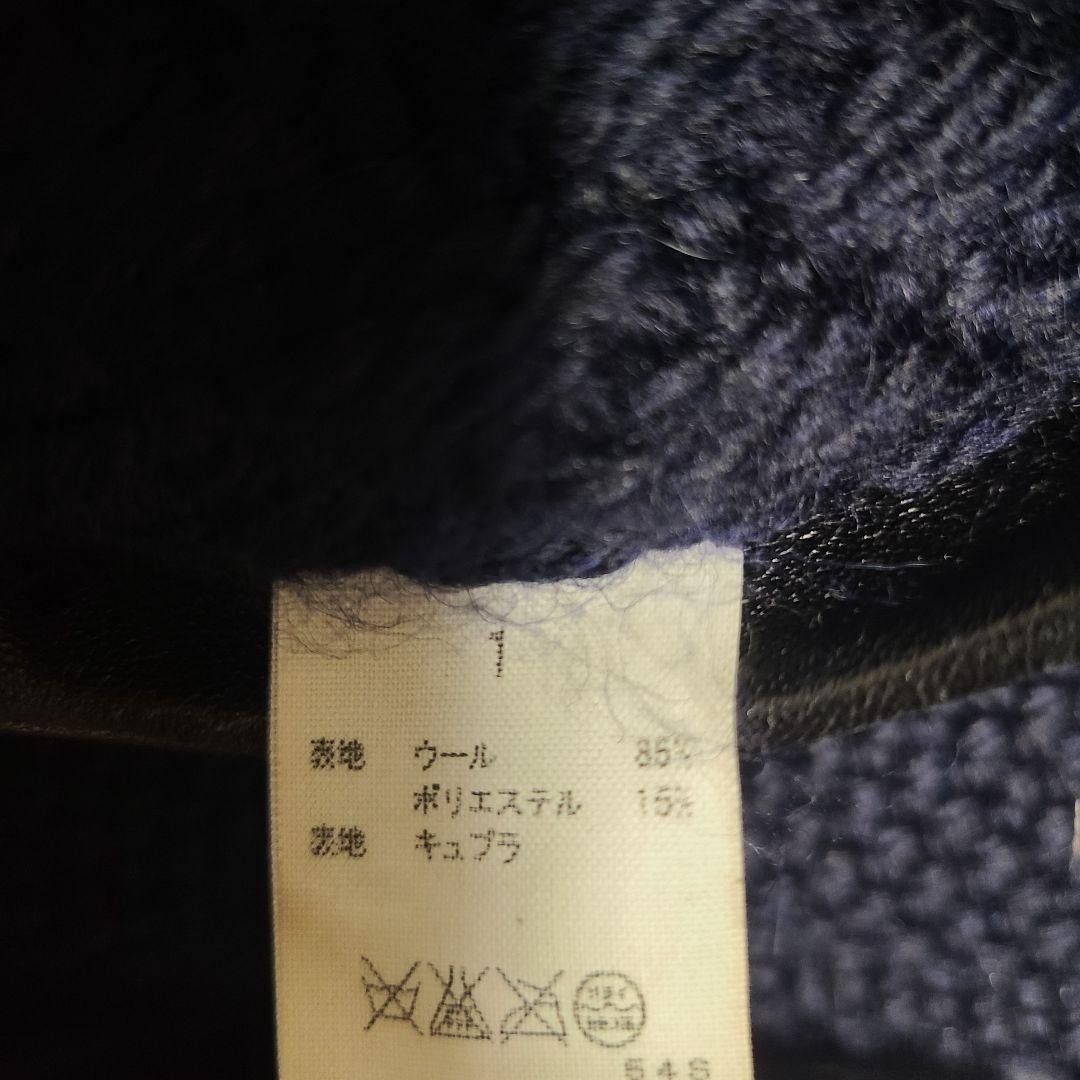 1
表地 ウール 85%
ポリエステル 15%
表地 キュプラ
54S